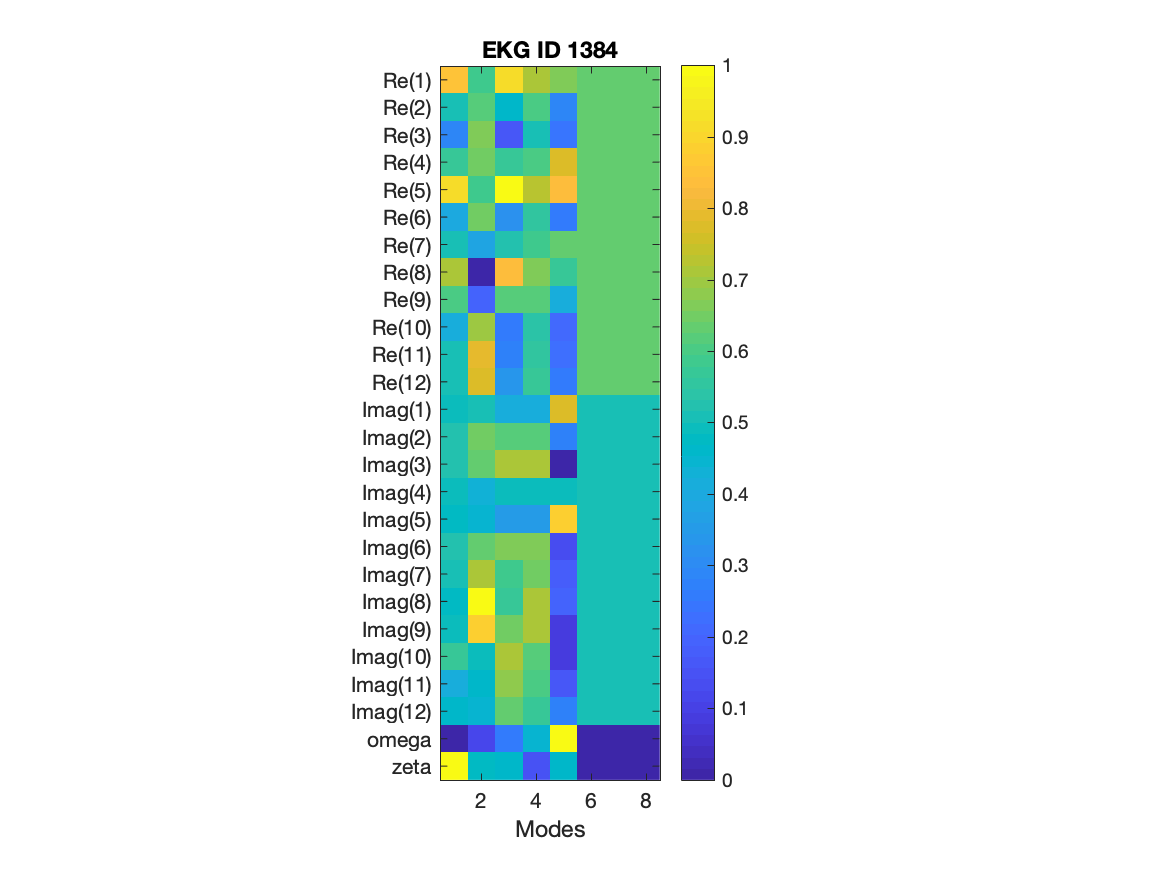 EKG ID 1384
Re(1)
Re(2)
Re(3)
Re(4)
Re(5)
Re(6)
Re(7)
Re(8)
Re(9)
Re(10)
Re(11)
Re(12)
Imag(1)
Imag(2)
Imag(3)
Imag(4)
Imag(5)
Imag(6)
Imag(7)
Imag(8)
Imag(9)
Imag(10)
Imag(11)
Imag(12)
omega
zeta
2 4 6 8
Modes
1
0.9
0.8
0.7
0.6
0.5
0.4
0.3
0.2
0.1
0